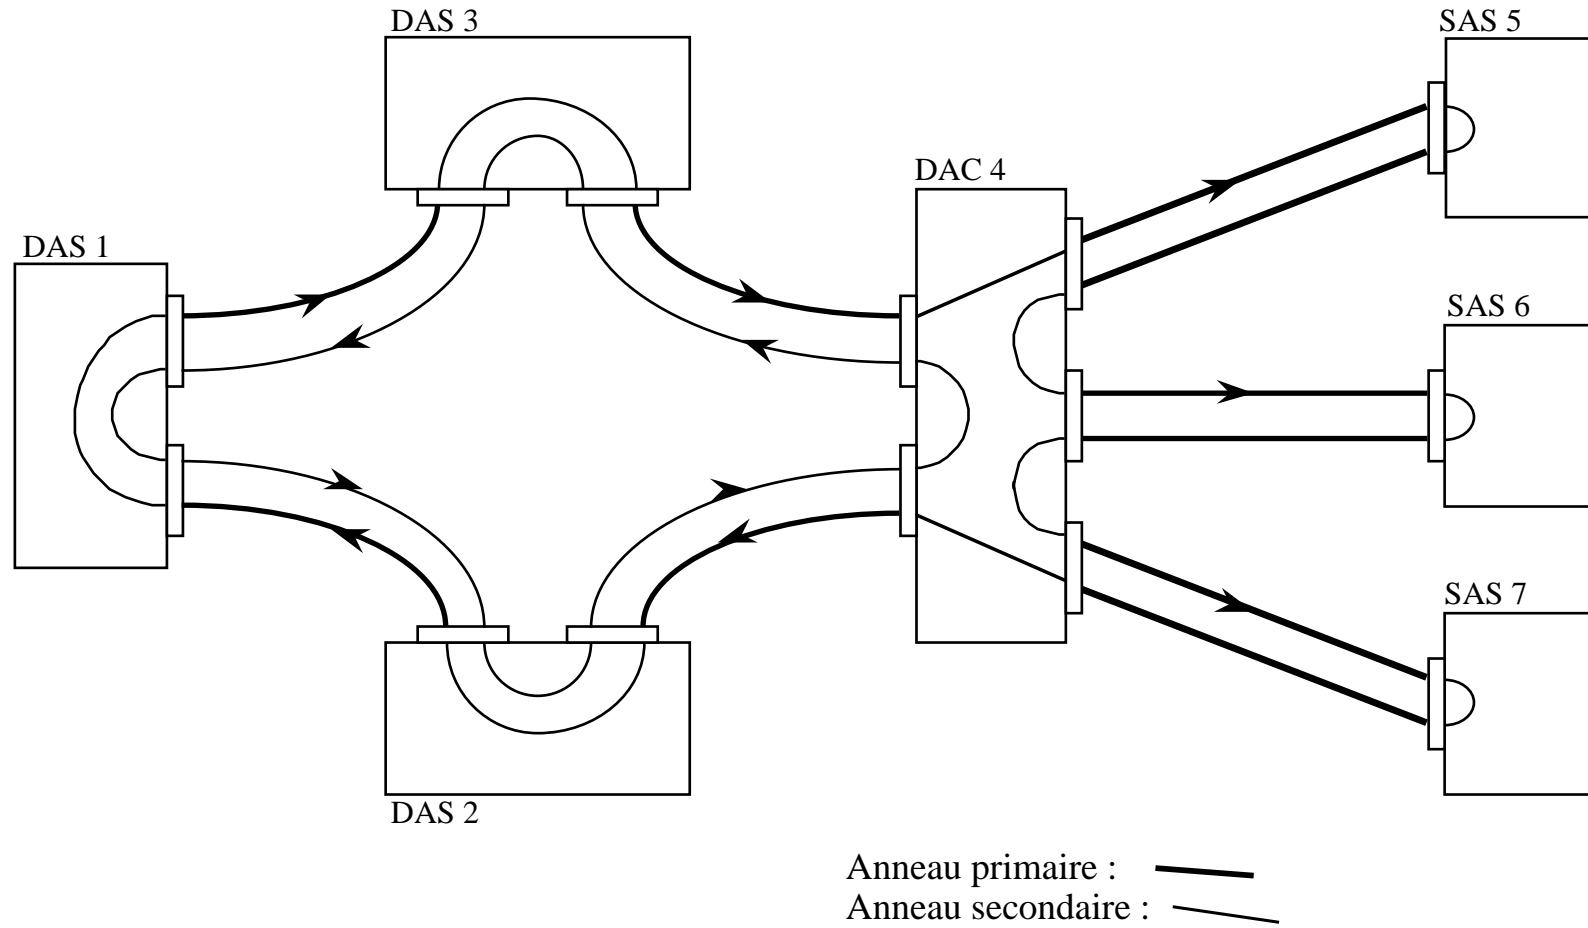 DAS 3
SAS 5
DAC 4
DAS 1
SAS 6
SAS 7
DAS 2
Anneau primaire :
Anneau secondaire :